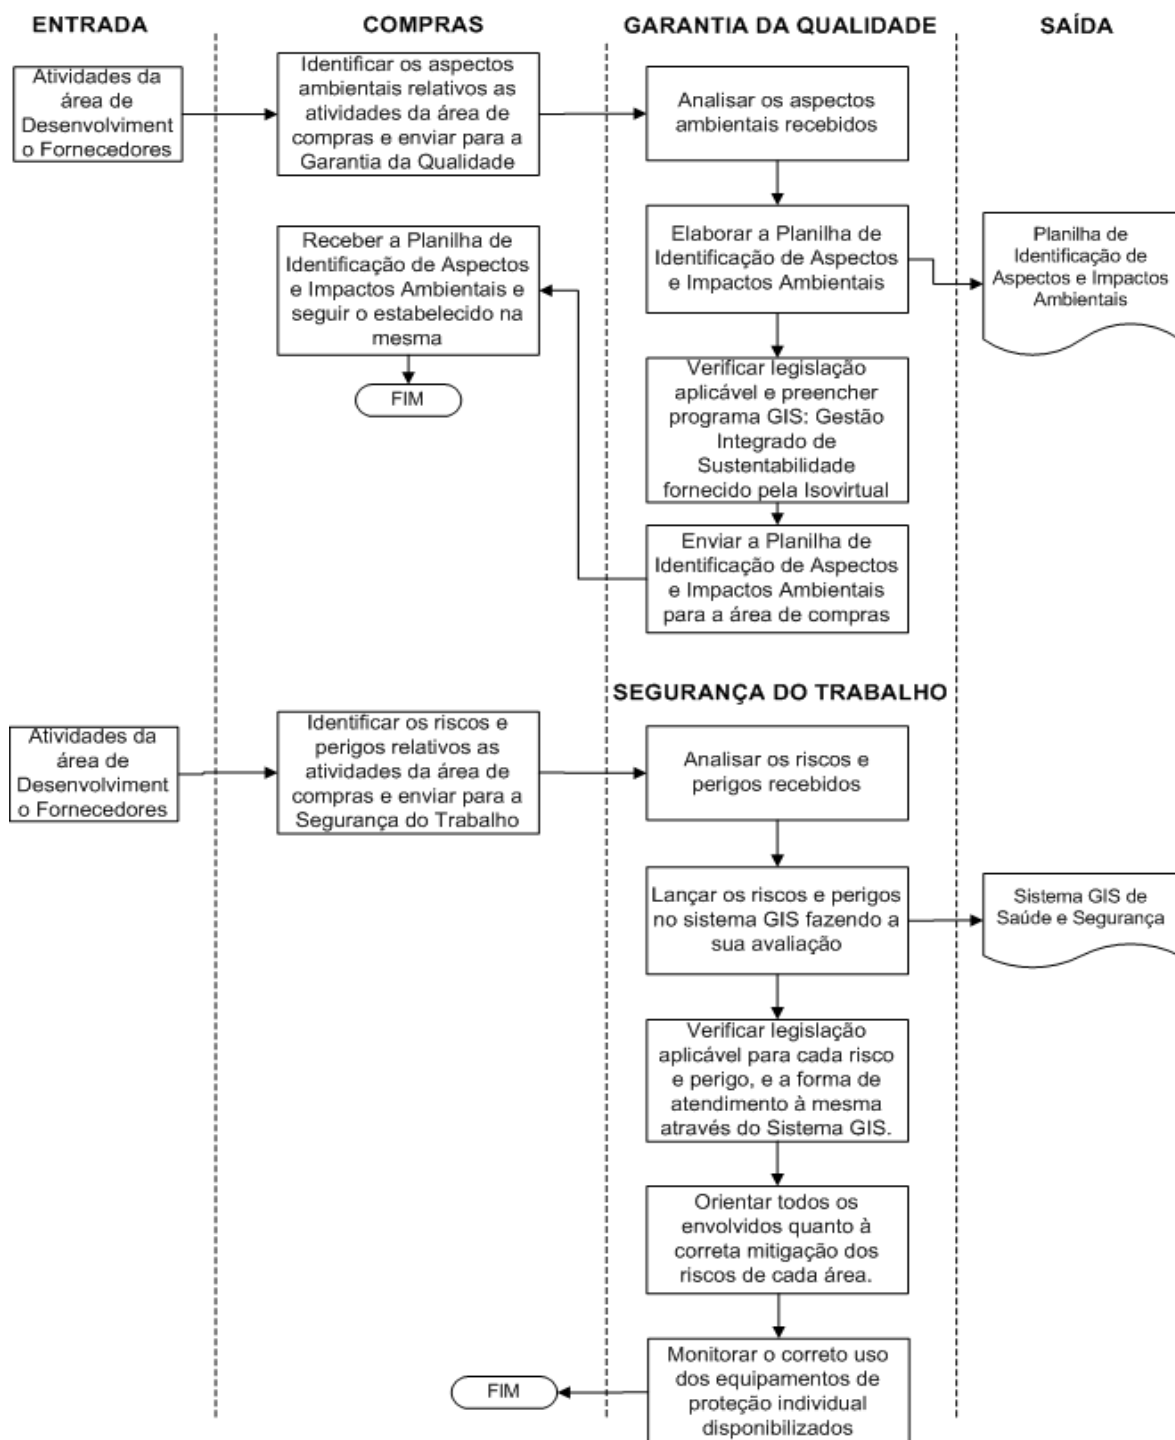 ENTRADA
COMPRAS
GARANTIA DA QUALIDADE
SAÍDA
Atividades da
área de
Desenvolviment
o Fornecedores
Identificar os aspectos
ambientais relativos as
atividades da área de
compras e enviar para a
Garantia da Qualidade
Analisar os aspectos
ambientais recebidos
Elaborar a Planilha de
Identificação de Aspectos
e Impactos Ambientais
Planilha de
Identificação de
Aspectos e Impactos
Ambientais
Receber a Planilha de
Identificação de Aspectos
e Impactos Ambientais e
seguir o estabelecido na
mesma
FIM
Verificar legislação
aplicável e preencher
programa GIS: Gestão
Integrado de
Sustentabilidade
fornecido pela Isovirtual
Enviar a Planilha de
Identificação de Aspectos
e Impactos Ambientais
para a área de compras
SEGURANÇA DO TRABALHO
Atividades da
área de
Desenvolviment
o Fornecedores
Identificar os riscos e
perigos relativos as
atividades da área de
compras e enviar para a
Segurança do Trabalho
Analisar os riscos e
perigos recebidos
Lançar os riscos e perigos
no sistema GIS fazendo a
sua avaliação
Sistema GIS de
Saúde e Segurança
Verificar legislação
aplicável para cada risco
e perigo, e a forma de
atendimento à mesma
através do Sistema GIS.
Orientar todos os
envolvidos quanto à
correta mitigação dos
riscos de cada área.
Monitorar o correto uso
dos equipamentos de
proteção individual
disponibilizados
FIM